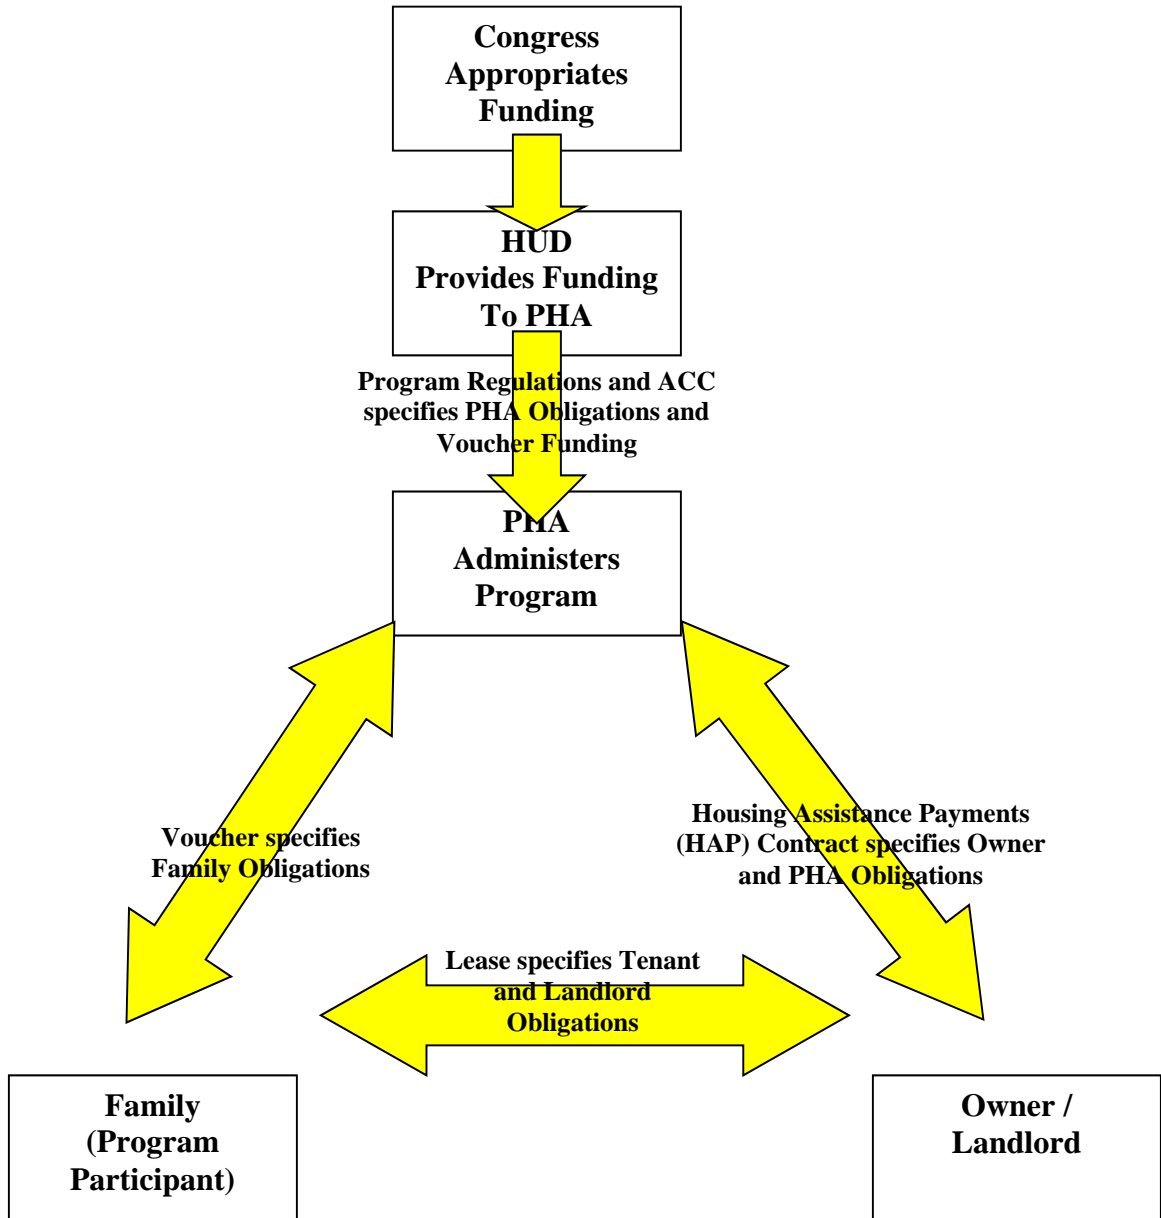 Congress
Appropriates
Funding
HUD
Provides Funding
To PHA
Program Regulations and ACC
specifies PHA Obligations and
Voucher Funding
PHA
Administers
Program
Voucher specifies
Family Obligations
Housing Assistance Payments
(HAP) Contract specifies Owner
and PHA Obligations
Lease specifies Tenant
and Landlord
Obligations
Family
(Program
Participant)
Owner /
Landlord